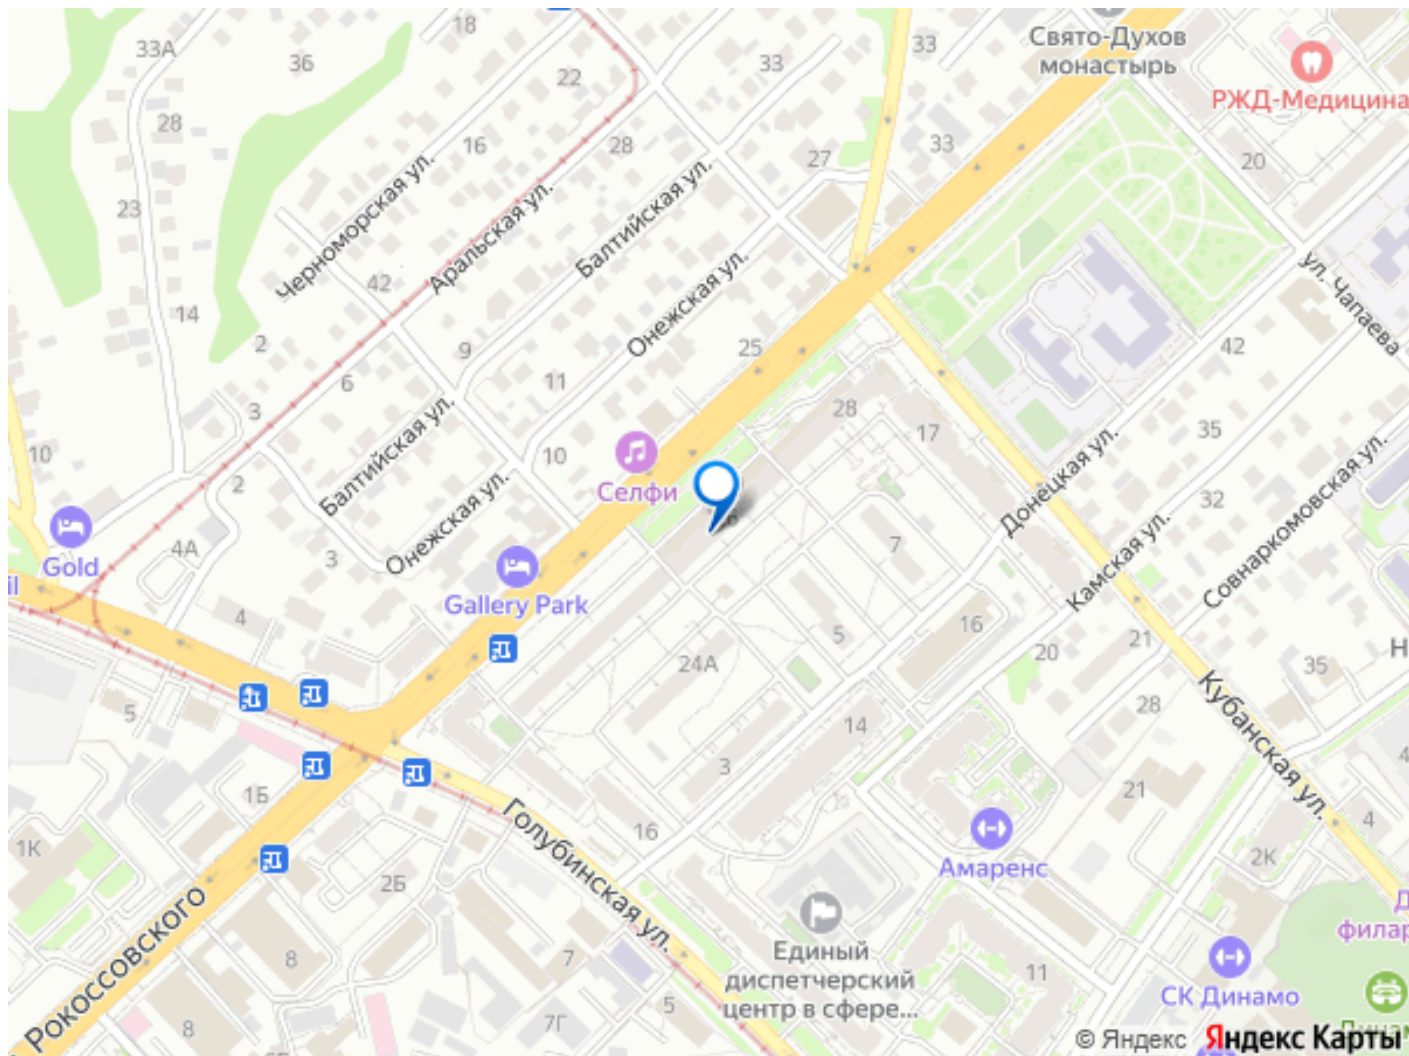 18
33А
36
22
33
33
Свято-Духов
монастырь
РЖД-Медицина
28
16
28
27
33
20
23
Черноморская ул.
Аральская ул.
Балтийская ул.
Онежская ул.
ул. Чапаева
14
42
2
9
25
42
6
11
3
28
17
35
10
2
Балтийская ул.
10
Селфи
Донецкая ул.
32
Совнаркомовская ул.
Камская ул.
Онежская ул.
Gold
4А
3
7
Gallery Park
4
5
16
20
21
35
Н
24А
Кубанская ул.
5
14
28
3
21
1Б
Голубинская ул.
16
4
4
1К
2Б
Амаренс
2К
Рокоссовского
8
7
Единый
диспетчерский
центр в сфере...
11
СК Динамо
филар
5
7Г
8
© Яндекс Яндекс Карты